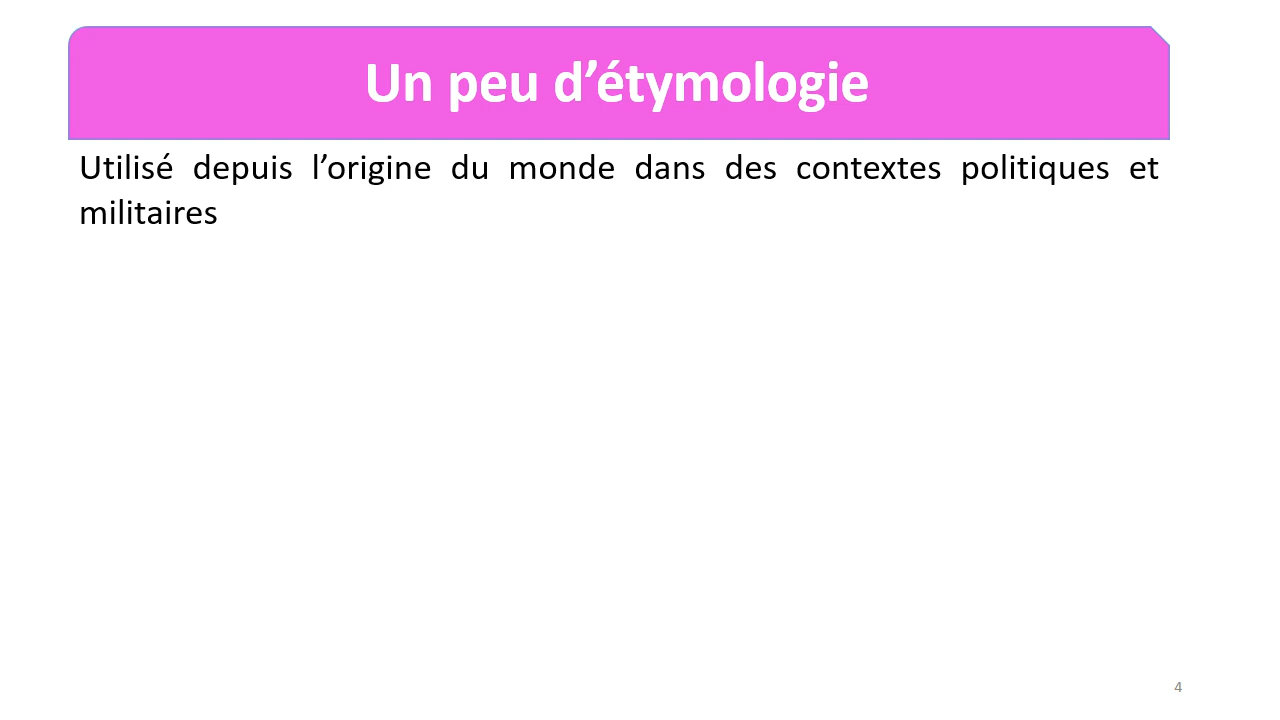 Un peu d’étymologie
Utilisé depuis l’origine du monde dans des contextes politiques et
militaires
4